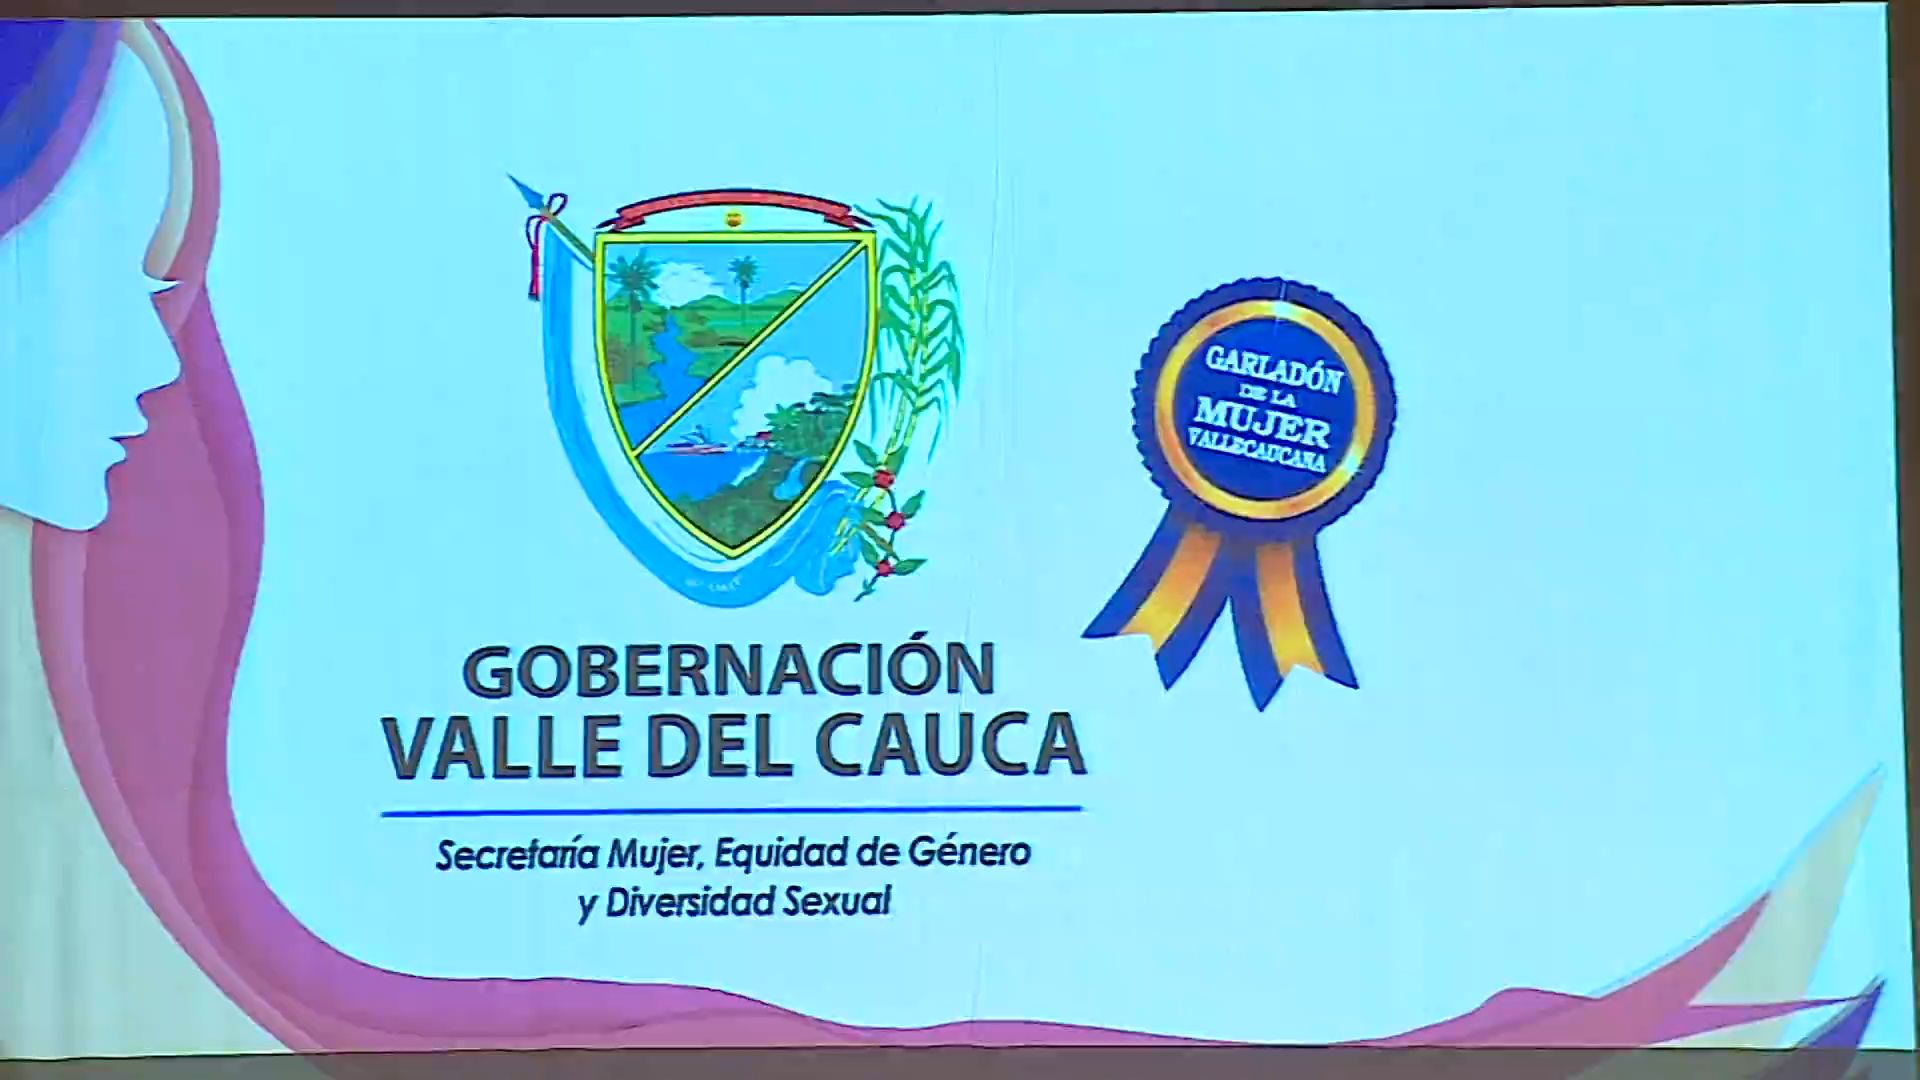 GOBERNACIÓN
VALLE DEL CAUCA
Secretaría Mujer, Equidad de Género
y Diversidad Sexual
GARLADÓN
DE LA
MUJER
VALLECAUCANA